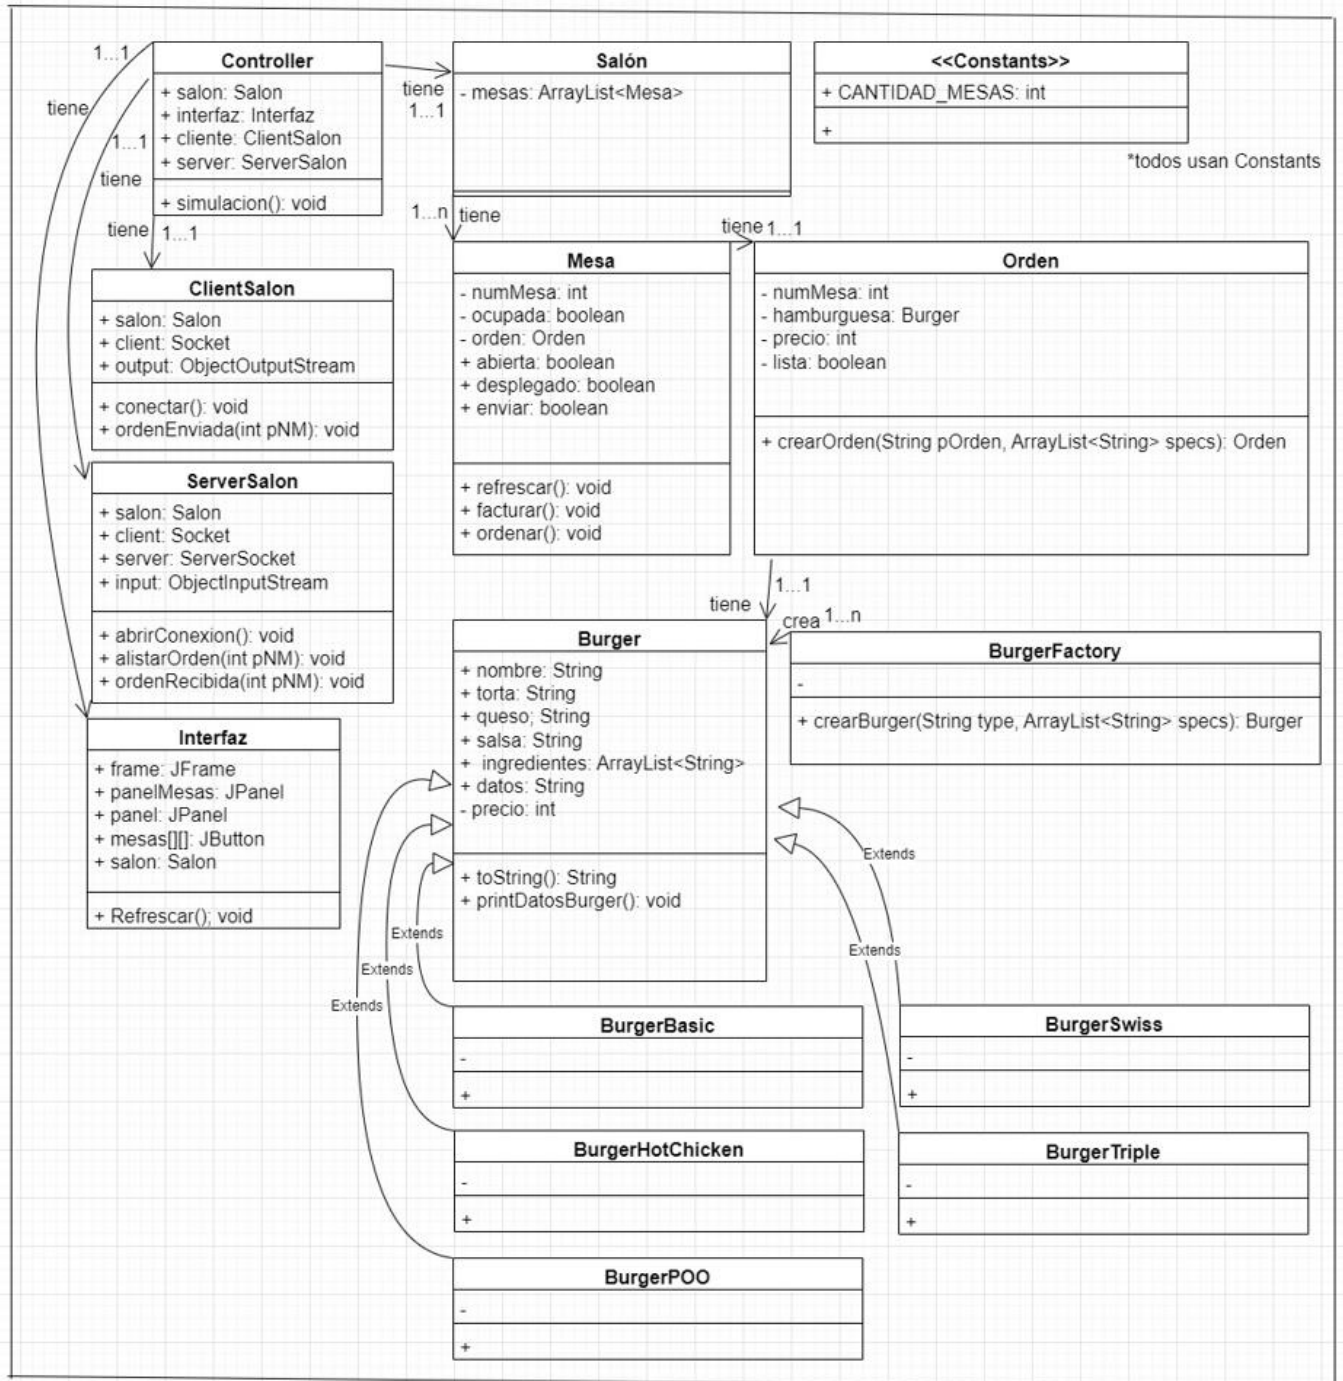 1...1
tiene
1...1
tiene
tiene
1...1
Controller
+ salon: Salon
+ interfaz: Interfaz
+ cliente: ClientSalon
+ server: ServerSalon
+ simulacion(): void
tiene
1...1
Salón
- mesas: ArrayList<Mesa>
<<Constants>>
+ CANTIDAD_MESAS: int
+
*todos usan Constants
1...n
tiene
tiene
1...1
ClientSalon
+ salon: Salon
+ client: Socket
+ output: ObjectOutputStream
+ conectar(): void
+ ordenEnviada(int pNM): void
Mesa
- numMesa: int
- ocupada: boolean
- orden: Orden
+ abierta: boolean
+ desplegado: boolean
+ enviar: boolean
+ refrescar(): void
+ facturar(): void
+ ordenar(): void
Orden
- numMesa: int
- hamburguesa: Burger
- precio: int
- lista: boolean
+ crearOrden(String pOrden, ArrayList<String> specs): Orden
ServerSalon
+ salon: Salon
+ client: Socket
+ server: ServerSocket
+ input: ObjectInputStream
+ abrirConexion(): void
+ alistarOrden(int pNM): void
+ ordenRecibida(int pNM): void
1...1
tiene
crea
1...n
Interfaz
+ frame: JFrame
+ panelMesas: JPanel
+ panel: JPanel
+ mesas[][]: JButton
+ salon: Salon
+ Refrescar(); void
Burger
+ nombre: String
+ torta: String
+ queso; String
+ salsa: String
+ ingredientes: ArrayList<String>
+ datos: String
- precio: int
+ toString(): String
+ printDatosBurger(): void
BurgerFactory
-
+ crearBurger(String type, ArrayList<String> specs): Burger
Extends
Extends
Extends
Extends
Extends
BurgerBasic
-
+
BurgerSwiss
-
+
BurgerHotChicken
-
+
BurgerTriple
-
+
BurgerPOO
-
+